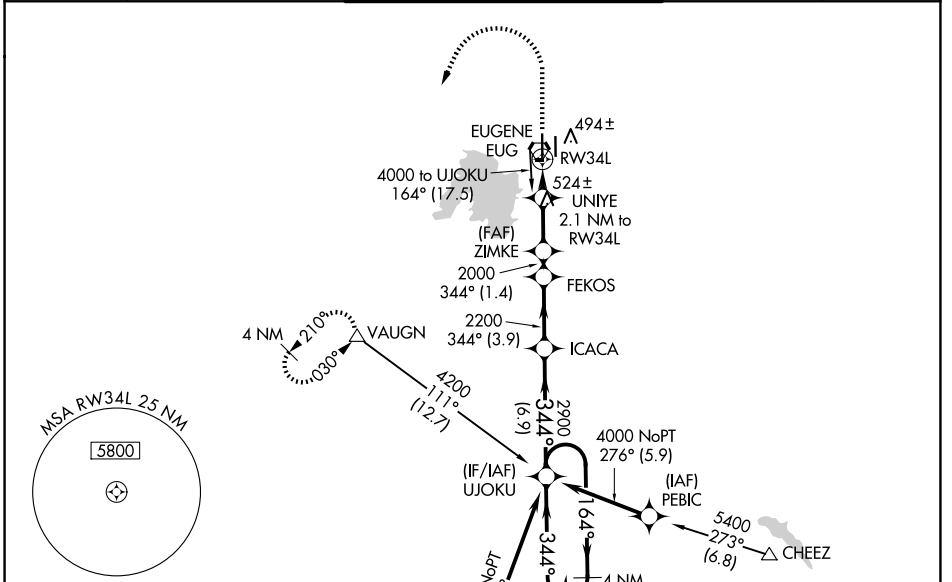 494±
EUGENE
EUG
RW34L
4000 to UJOKU
164° (17.5)
524±
UNIYE
2.1 NM to
RW34L
(FAF)
ZIMKE
2000
344° (1.4)
FEKOS
2200
344° (3.9)
ICACA
4 NM
210°
030°
VAUGN
4200
111°
(12.7)
2900
344°
(6.9)
4000 NoPT
276° (5.9)
(IF/IAF)
UJOKU
(IAF)
PEBIC
5400
273°
(6.8)
CHEEZ
164°
344°
NoPT
4 NM
MSA RW34L 25 NM
5800